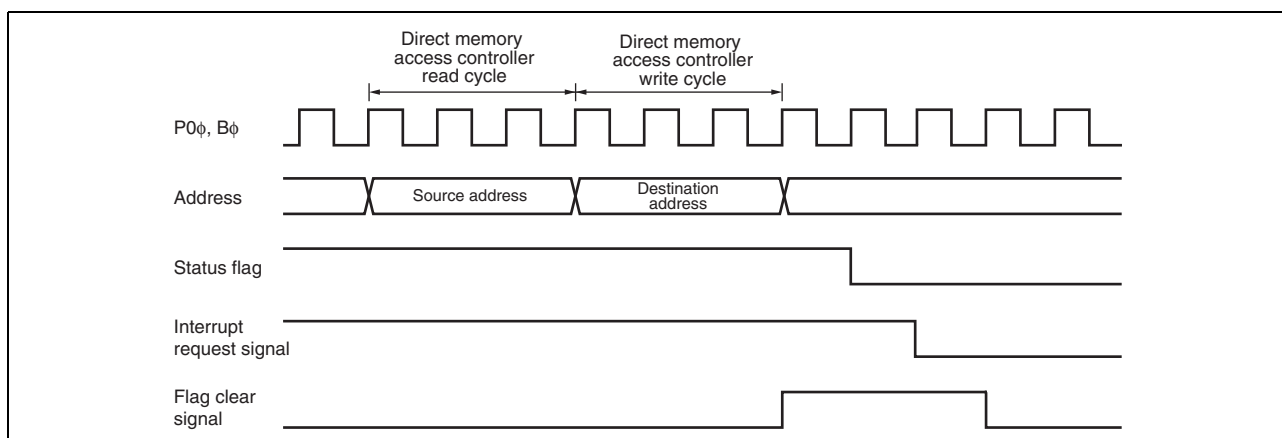 Direct memory
access controller
read cycle
Direct memory
access controller
write cycle
P0ϕ, Bϕ
Address
Source address
Destination
address
Status flag
Interrupt
request signal
Flag clear
signal